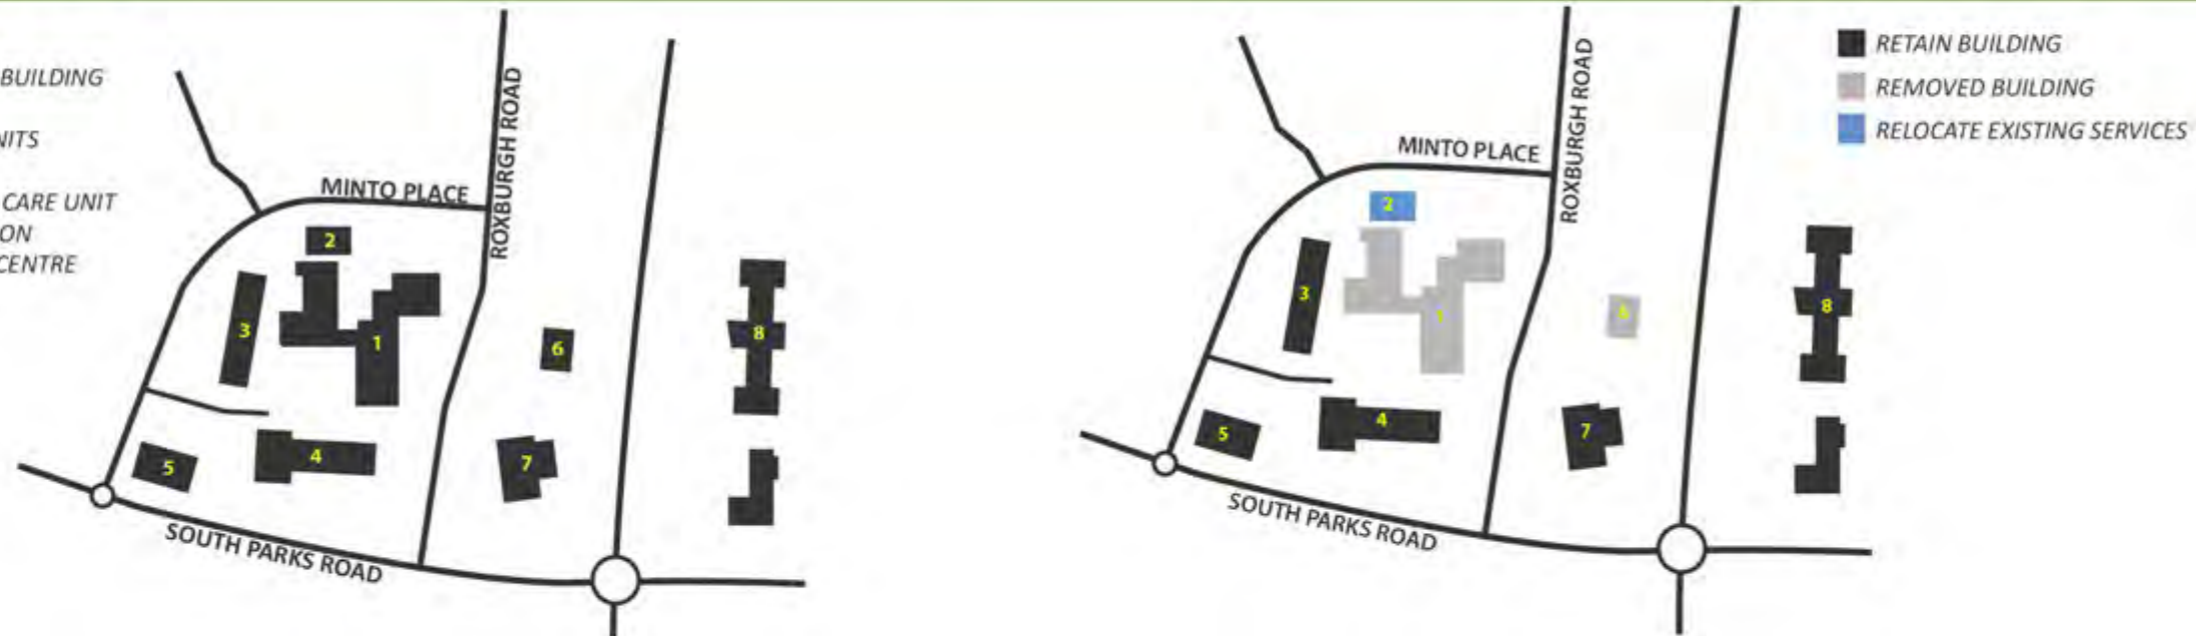 BUILDING
NITS
CARE UNIT
ON
CENTRE
MINTO PLACE
ROXBURGH ROAD
2
3
1
6
8
5
4
7
SOUTH PARKS ROAD
RETAIN BUILDING
REMOVED BUILDING
RELOCATE EXISTING SERVICES
MINTO PLACE
ROXBURGH ROAD
2
3
1
6
8
5
4
7
SOUTH PARKS ROAD